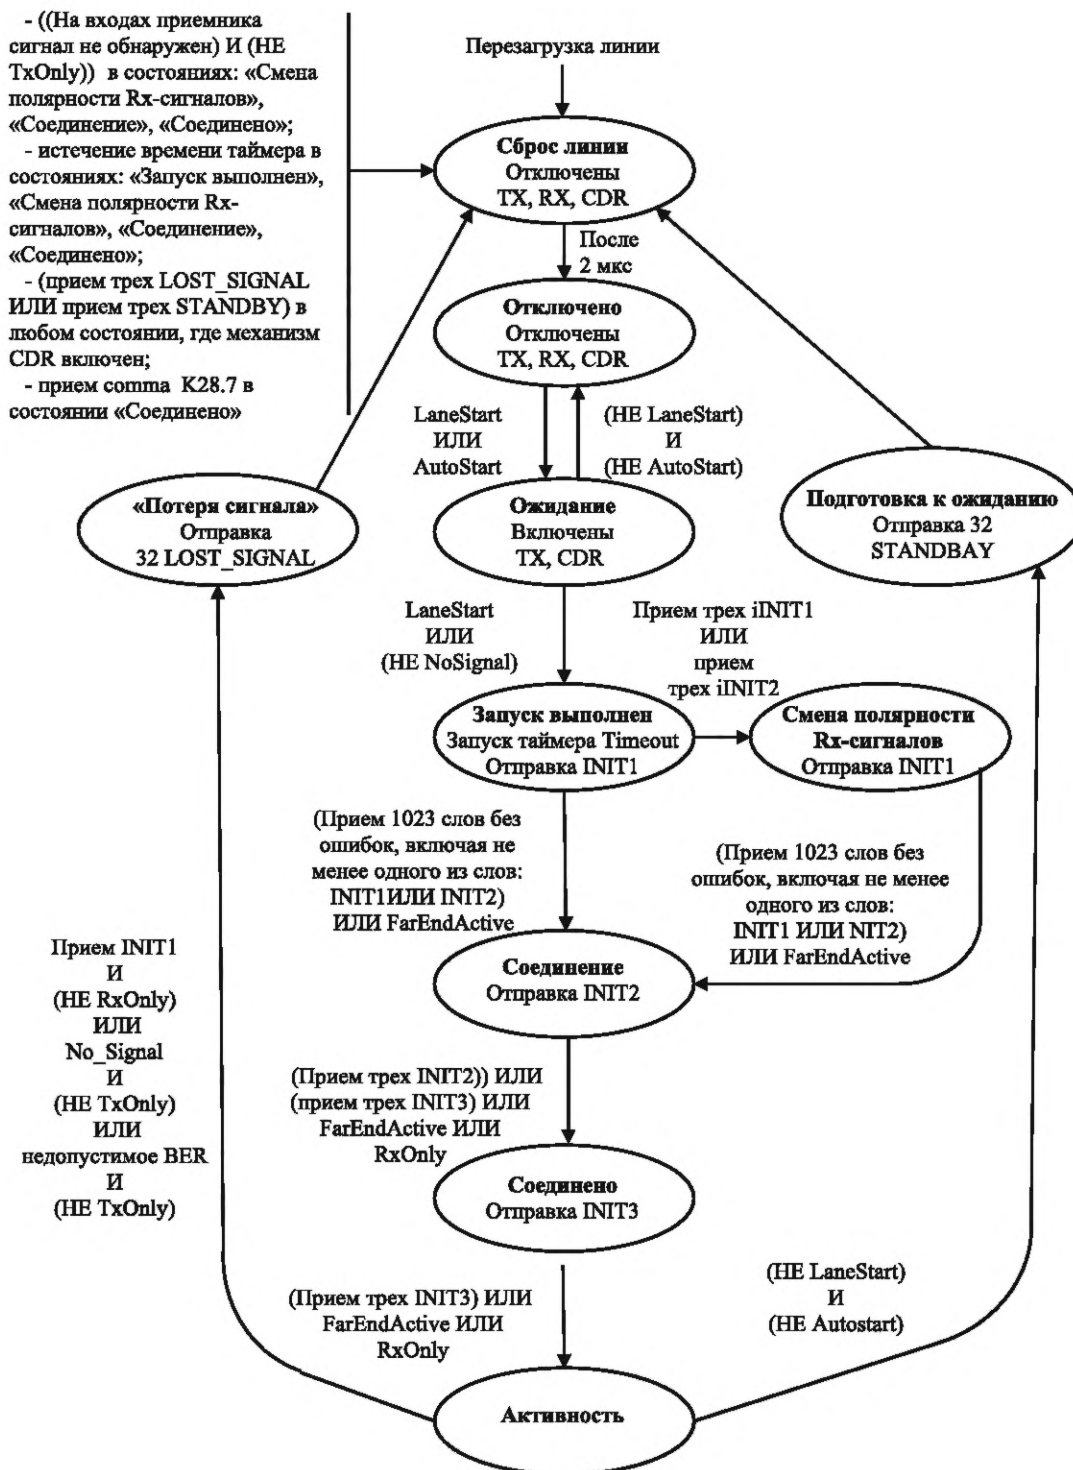 - ((На входах приемника
сигнал не обнаружен) И (НЕ
TxOnly)) в состояниях: «Смена
полярности Rx-сигналов»,
«Соединение», «Соединено»;
- истечение времени таймера в
состояниях: «Запуск выполнен»,
«Смена полярности Rx-
сигналов», «Соединение»,
«Соединено»;
- (прием трех LOST_SIGNAL
ИЛИ прием трех STANDBY) в
любом состоянии, где механизм
CDR включен;
- прием comma K28.7 в
состоянии «Соединено»
Перезагрузка линии
Сброс линии
Отключены
TX, RX, CDR
После
2 мкс
Отключено
Отключены
TX, RX, CDR
LaneStart
ИЛИ
AutoStart
(НЕ LaneStart)
И
(НЕ AutoStart)
«Потеря сигнала»
Отправка
32 LOST_SIGNAL
Ожидание
Включены
TX, CDR
Подготовка к ожиданию
Отправка 32
STANDBAY
LaneStart
ИЛИ
(НЕ NoSignal)
Прием трех iINIT1
ИЛИ
прием
трех iINIT2
Запуск выполнен
Запуск таймера Timeout
Отправка INIT1
Смена полярности
Rx-сигналов
Отправка INIT1
(Прием 1023 слов без
ошибок, включая не
менее одного из слов:
INIT1ИЛИ INIT2)
ИЛИ FarEndActive
(Прием 1023 слов без
ошибок, включая не менее
одного из слов:
INIT1 ИЛИ NIT2)
ИЛИ FarEndActive
Соединение
Отправка INIT2
Прием INIT1
И
(НЕ RxOnly)
ИЛИ
No_Signal
И
(НЕ TxOnly)
ИЛИ
недопустимое BER
И
(НЕ TxOnly)
(Прием трех INIT2)) ИЛИ
(прием трех INIT3) ИЛИ
FarEndActive ИЛИ
RxOnly
Соединено
Отправка INIT3
(Прием трех INIT3) ИЛИ
FarEndActive ИЛИ
RxOnly
(НЕ LaneStart)
И
(НЕ Autostart)
Активность